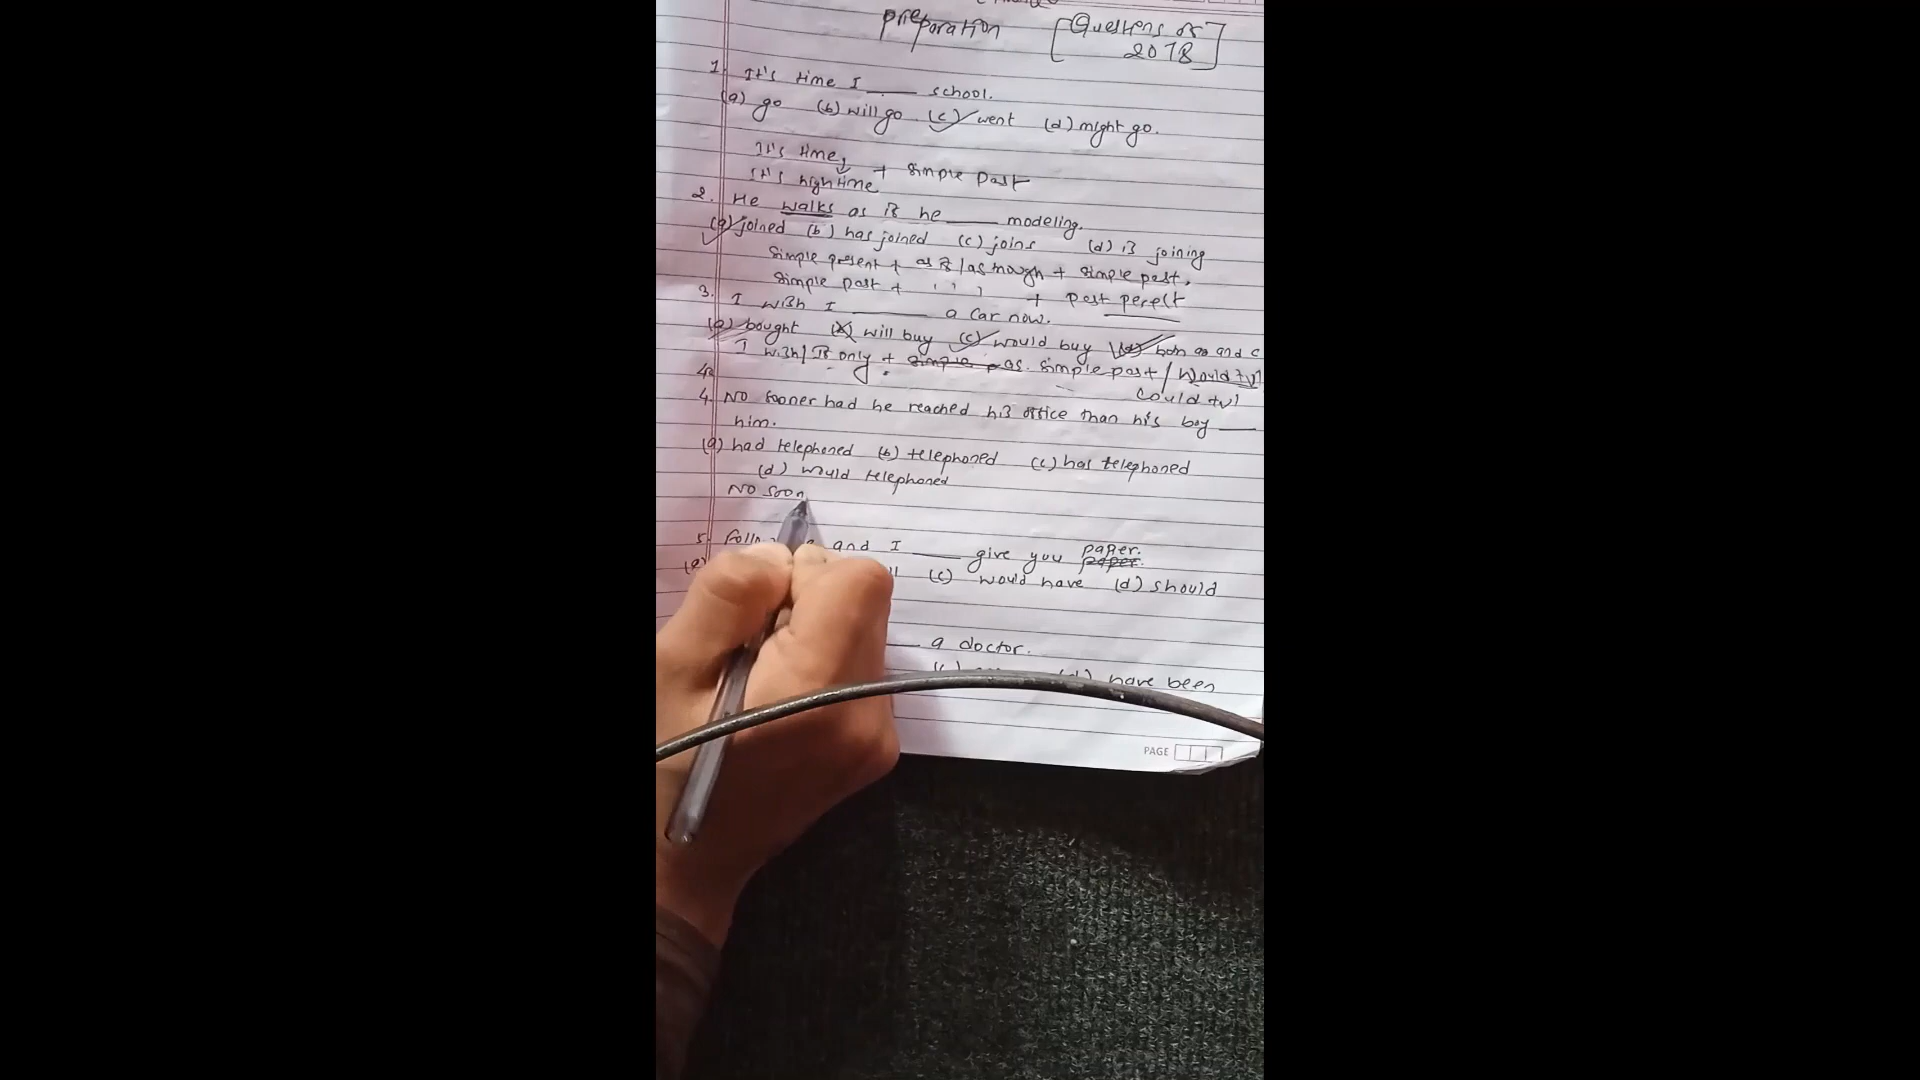 preporation [Questions of
2018]
1. It's time I ____ school.
(a) go (b) will go (c) went (d) might go.
It's time,
+ simple past
It's high time
2. He walks as if he ____ modeling.
(a) joined (b) has joined (c) joins (d) is joining
simple present + as if / as though + simple past.
simple past + , , , + past
3. I wish I ____ a car now.
(a) bought (b) will buy (c) would buy (d) both a and c
I wish / If only + simple past / would + v1
could + v1
4. No sooner had he reached his office than his boy ____
him.
(a) had telephoned (b) telephoned (c) has telephoned
(d) would telephoned
No soon
5. and I ____ give you paper.
(c) would have (d) should
____ a doctor.
(d) have been
PAGE